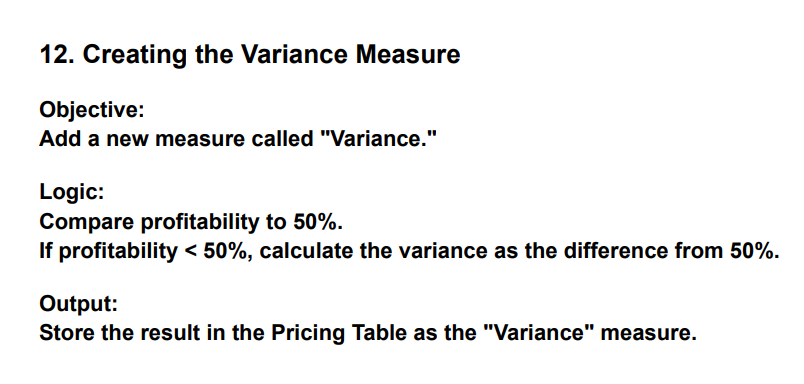 12. Creating the Variance Measure
Objective:
Add a new measure called "Variance."
Logic:
Compare profitability to 50%.
If profitability < 50%, calculate the variance as the difference from 50%.
Output:
Store the result in the Pricing Table as the "Variance" measure.